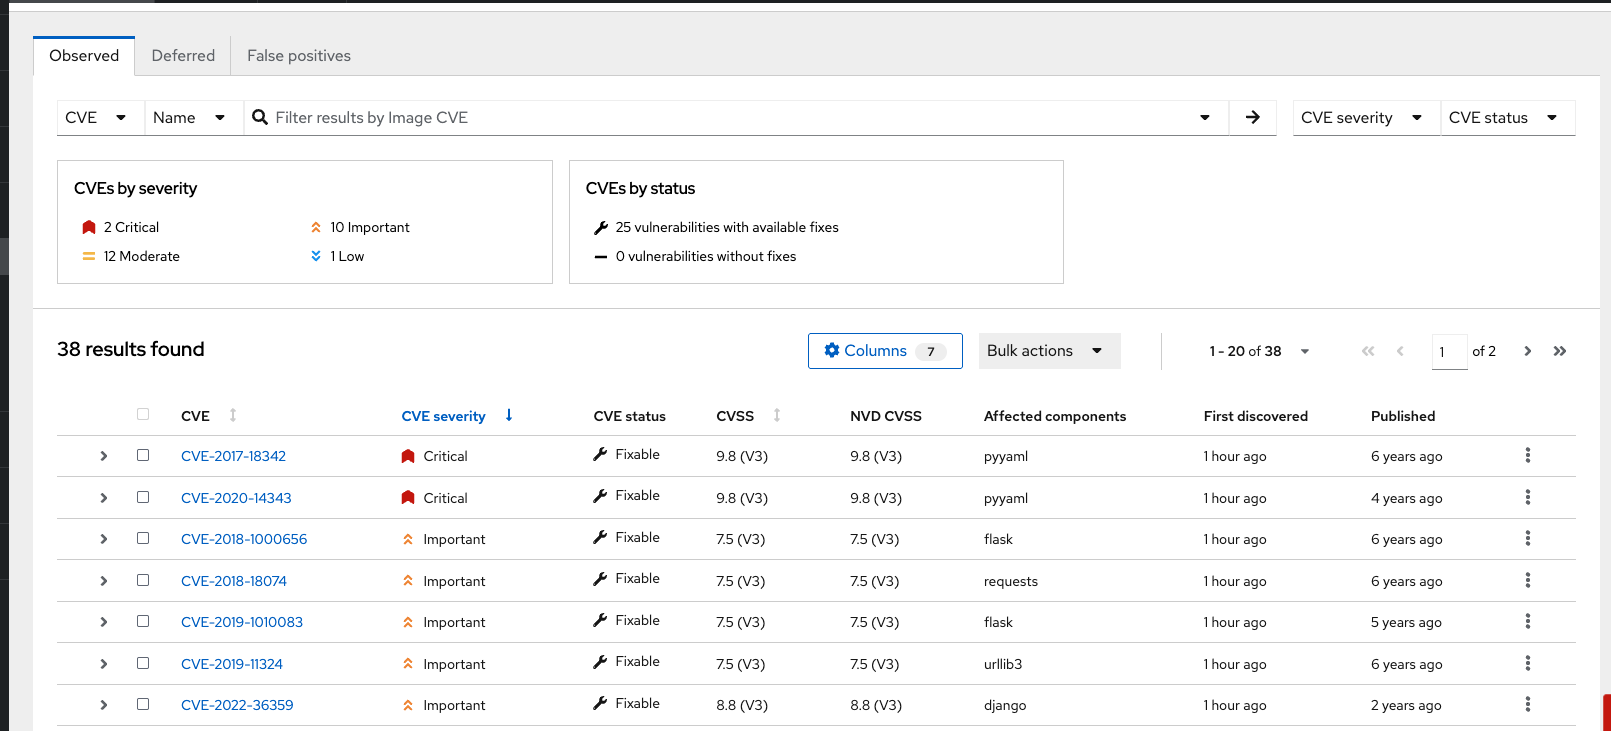 Observed Deferred False positives
CVE Name Filter results by Image CVE CVE severity CVE status
CVEs by severity
2 Critical 10 Important
12 Moderate 1 Low
CVEs by status
25 vulnerabilities with available fixes
0 vulnerabilities without fixes
38 results found Columns 7 Bulk actions 1 - 20 of 38 1 of 2
CVE CVE severity CVE status CVSS NVD CVSS Affected components First discovered Published
CVE-2017-18342 Critical Fixable 9.8 (V3) 9.8 (V3) pyyaml 1 hour ago 6 years ago
CVE-2020-14343 Critical Fixable 9.8 (V3) 9.8 (V3) pyyaml 1 hour ago 4 years ago
CVE-2018-1000656 Important Fixable 7.5 (V3) 7.5 (V3) flask 1 hour ago 6 years ago
CVE-2018-18074 Important Fixable 7.5 (V3) 7.5 (V3) requests 1 hour ago 6 years ago
CVE-2019-1010083 Important Fixable 7.5 (V3) 7.5 (V3) flask 1 hour ago 5 years ago
CVE-2019-11324 Important Fixable 7.5 (V3) 7.5 (V3) urllib3 1 hour ago 6 years ago
CVE-2022-36359 Important Fixable 8.8 (V3) 8.8 (V3) django 1 hour ago 2 years ago